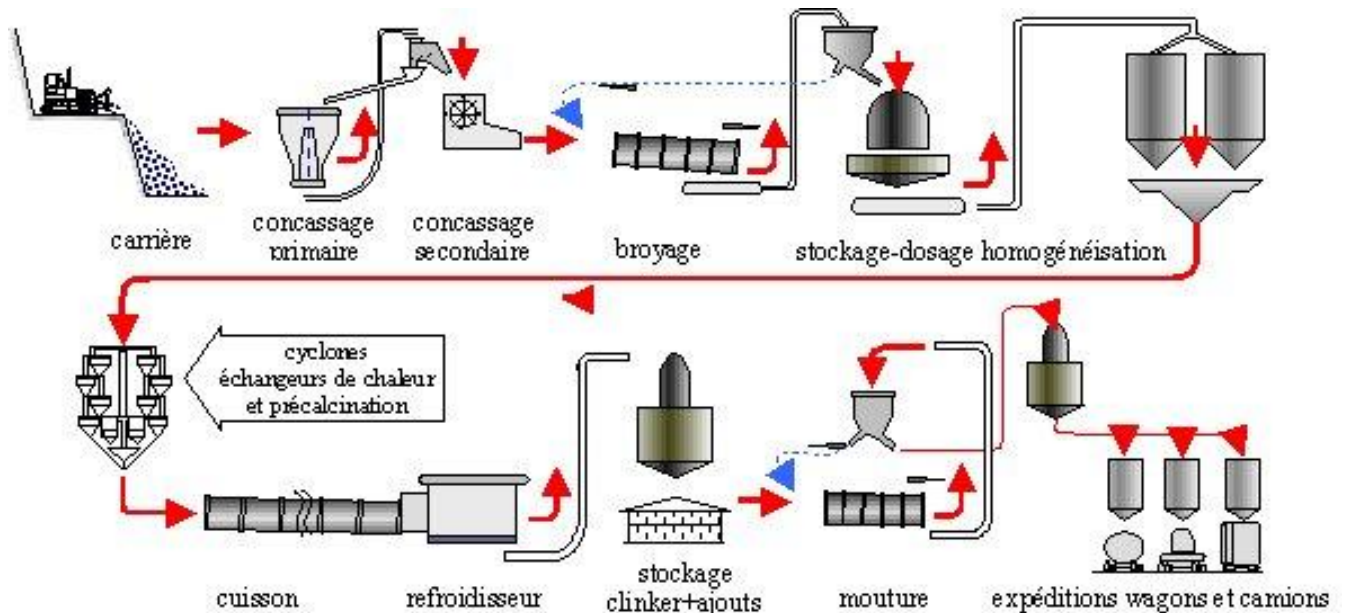 carrière
concassage
primaire
concassage
secondaire
broyage
stockage-dosage homogénéisation
cyclones
échangeurs de chaleur
et précalcination
cuisson
refroidisseur
stockage
clinker+ajouts
mouture
expéditions wagons et camions